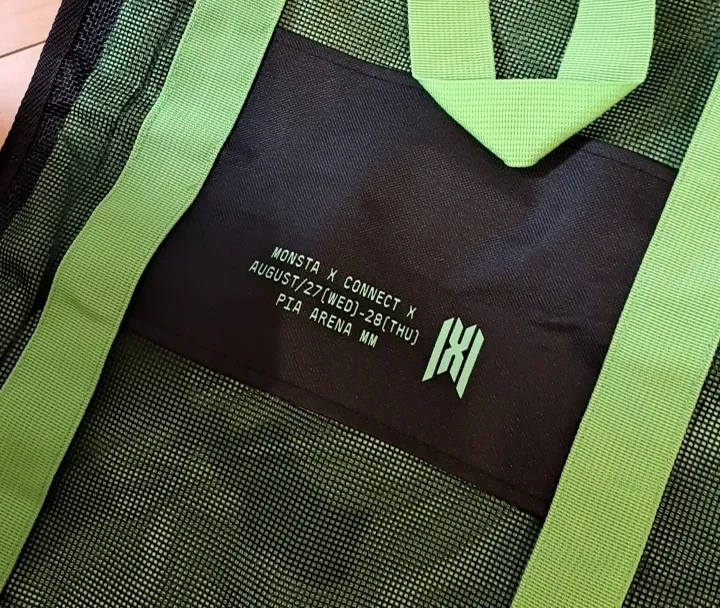 MONSTA X CONNECT X
AUGUST/27(WED)-28(THU)
PIA ARENA MM